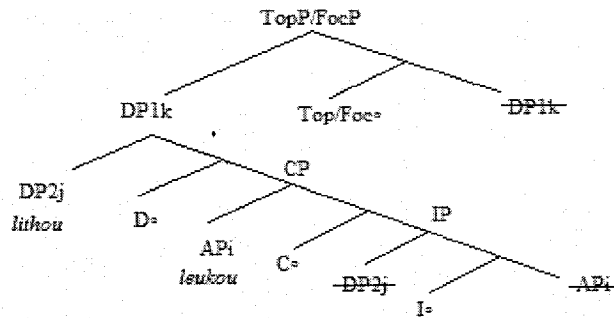 TopP/FocP
DP1k Top/Foc° DP1k
DP2j D° CP
lithou
APi C° IP
leukou
DP2j I° APi